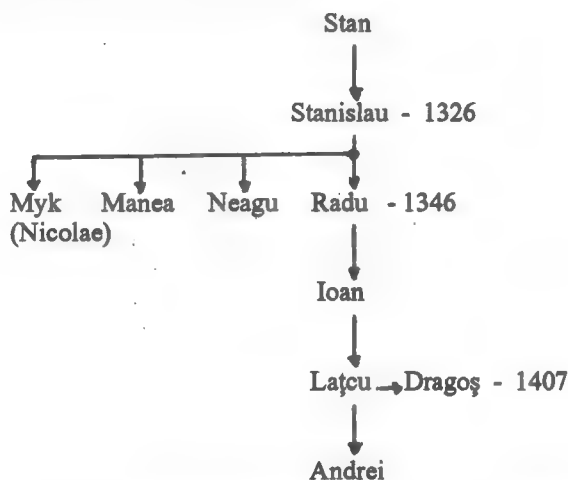 Stan
Stanislau - 1326
Myk Manea Neagu Radu - 1346
(Nicolae)
Ioan
Laţcu Dragoş - 1407
Andrei